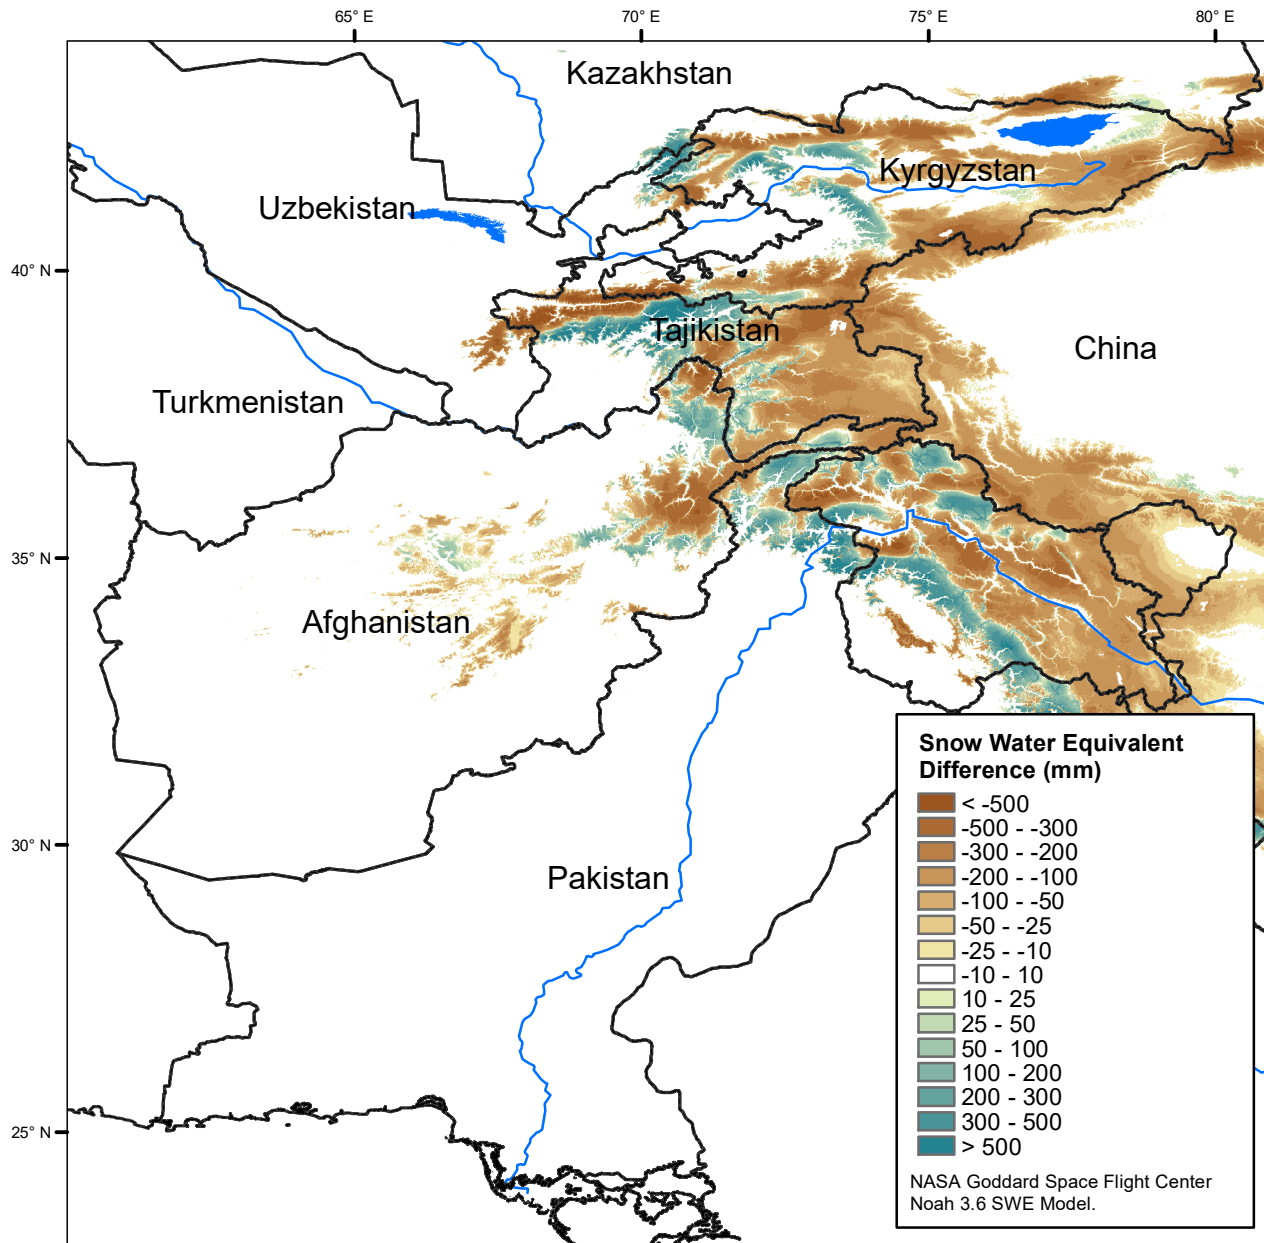 65° E
70° E
75° E
80° E
Kazakhstan
Kyrgyzstan
Uzbekistan
40° N
Tajikistan
China
Turkmenistan
35° N
Afghanistan
Snow Water Equivalent
Difference (mm)
< -500
-500 - -300
-300 - -200
-200 - -100
-100 - -50
-50 - -25
-25 - -10
-10 - 10
10 - 25
25 - 50
50 - 100
100 - 200
200 - 300
300 - 500
> 500
30° N
Pakistan
25° N
NASA Goddard Space Flight Center
Noah 3.6 SWE Model.